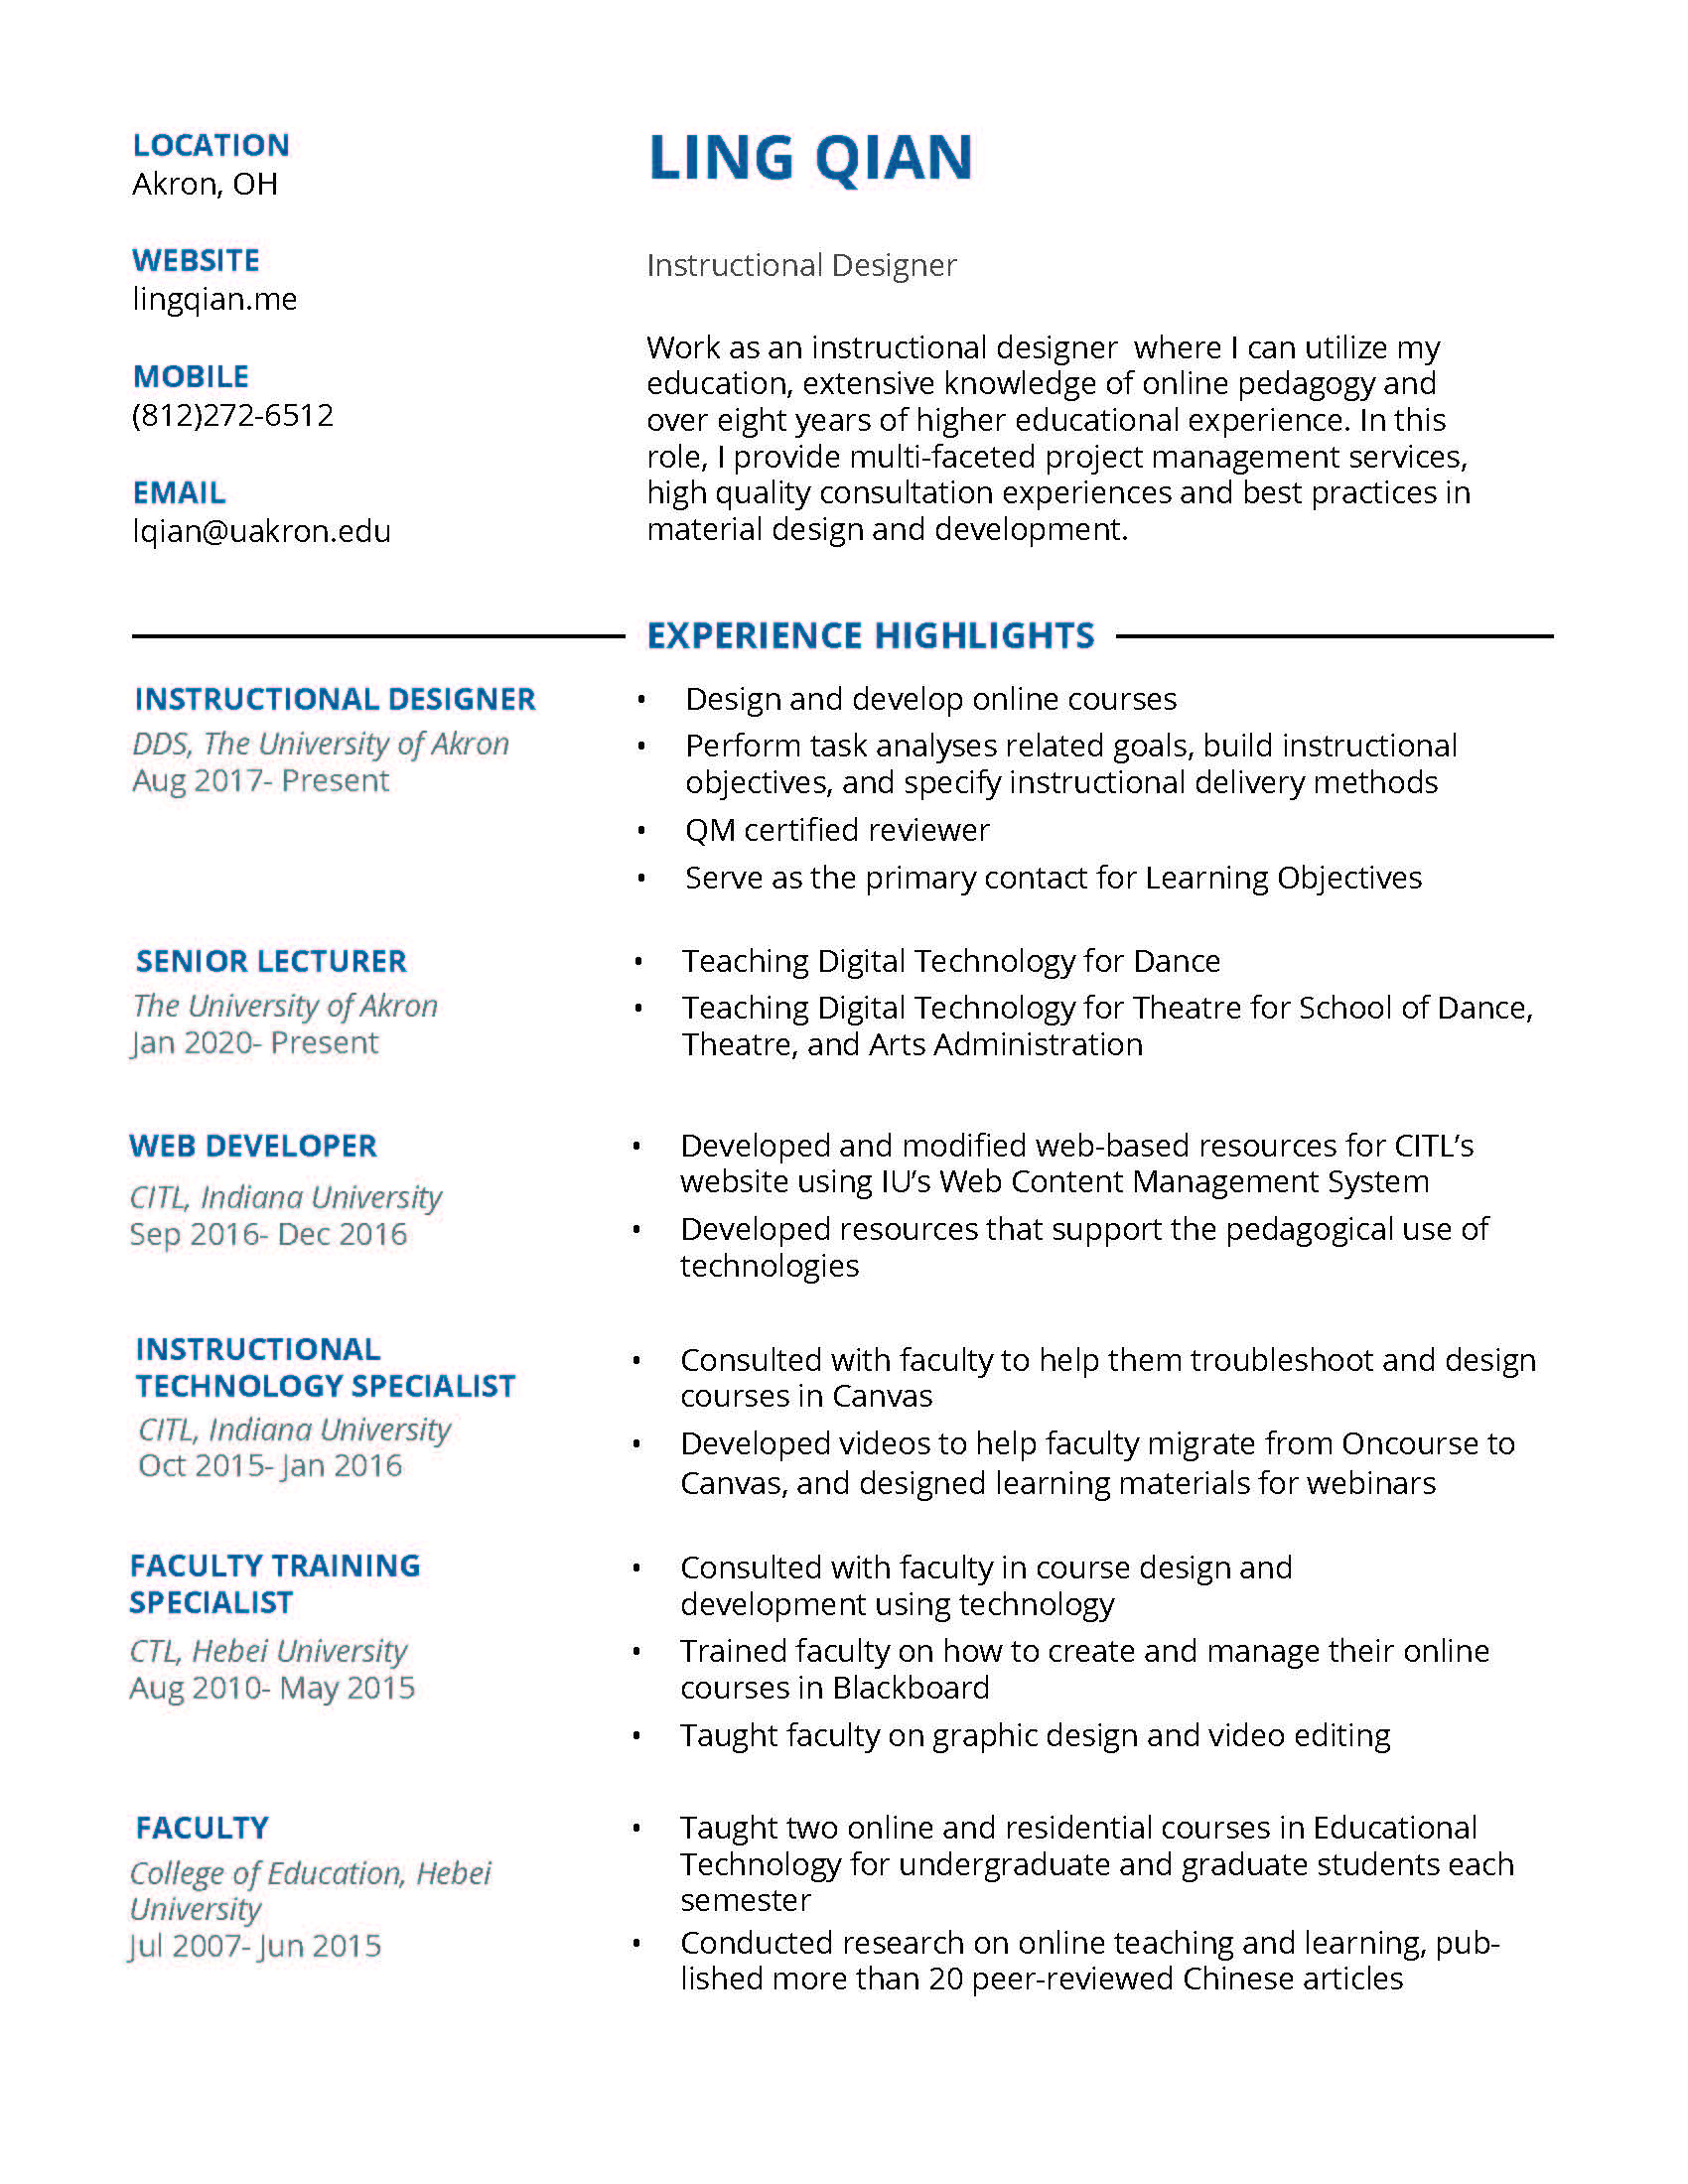 LOCATION
Akron, OH
WEBSITE
lingqian.me
MOBILE
(812)272-6512
EMAIL
lqian@uakron.edu
LING QIAN
Instructional Designer
Work as an instructional designer  where I can utilize my
education, extensive knowledge of online pedagogy and
over eight years of higher educational experience. In this
role, I provide multi-faceted project management services,
high quality consultation experiences and best practices in
material design and development.
EXPERIENCE HIGHLIGHTS
INSTRUCTIONAL DESIGNER
DDS, The University of Akron
Aug 2017- Present
• Design and develop online courses
• Perform task analyses related goals, build instructional
objectives, and specify instructional delivery methods
• QM certified reviewer
• Serve as the primary contact for Learning Objectives
SENIOR LECTURER
The University of Akron
Jan 2020- Present
• Teaching Digital Technology for Dance
• Teaching Digital Technology for Theatre for School of Dance,
Theatre, and Arts Administration
WEB DEVELOPER
CITL, Indiana University
Sep 2016- Dec 2016
• Developed and modified web-based resources for CITL’s
website using IU’s Web Content Management System
• Developed resources that support the pedagogical use of
technologies
INSTRUCTIONAL
TECHNOLOGY SPECIALIST
CITL, Indiana University
Oct 2015- Jan 2016
• Consulted with faculty to help them troubleshoot and design
courses in Canvas
• Developed videos to help faculty migrate from Oncourse to
Canvas, and designed learning materials for webinars
FACULTY TRAINING
SPECIALIST
CTL, Hebei University
Aug 2010- May 2015
• Consulted with faculty in course design and
development using technology
• Trained faculty on how to create and manage their online
courses in Blackboard
• Taught faculty on graphic design and video editing
FACULTY
College of Education, Hebei
University
Jul 2007- Jun 2015
• Taught two online and residential courses in Educational
Technology for undergraduate and graduate students each
semester
• Conducted research on online teaching and learning, pub-
lished more than 20 peer-reviewed Chinese articles